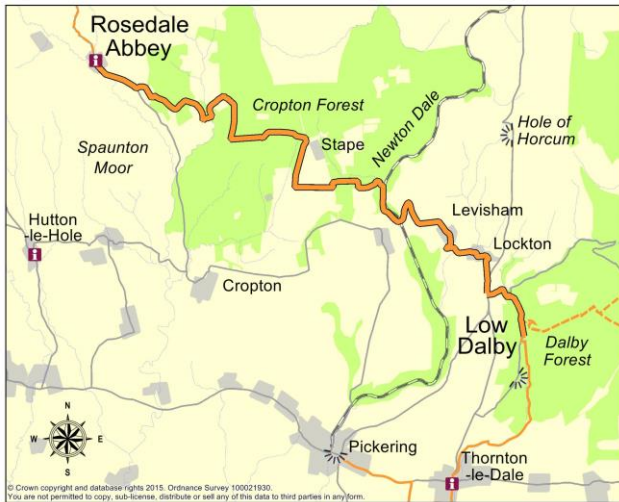 Rosedale
Abbey
Cropton Forest
Newton Dale
Hole of
Horcum
Stape
Spaunton
Moor
Levisham
Hutton
-le-Hole
Lockton
Cropton
Low
Dalby
Dalby
Forest
N
W E
S
Pickering
Thornton
-le-Dale
© Crown copyright and database rights 2015. Ordnance Survey 100021930.
You are not permitted to copy, sub-license, distribute or sell any of this data to third parties in any form.
i
i
i